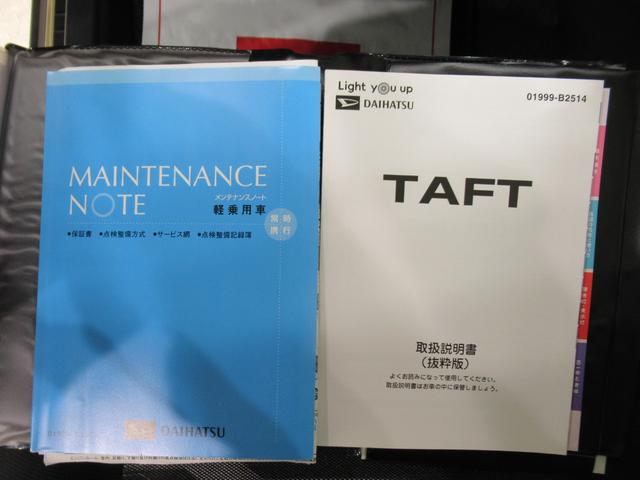 MAINTENANCE
NOTE
メンテナンスノート
軽乗用車
常時
携行
●保証書 ●点検整備方式 ●サービス網 ●点検整備記録簿
DAIHATSU
Light you up
DAIHATSU
01999-B2514
TAFT
取扱説明書
（抜粋版）
よくお読みになって使用してください。
取扱説明書はお車の中に保管しましょう。